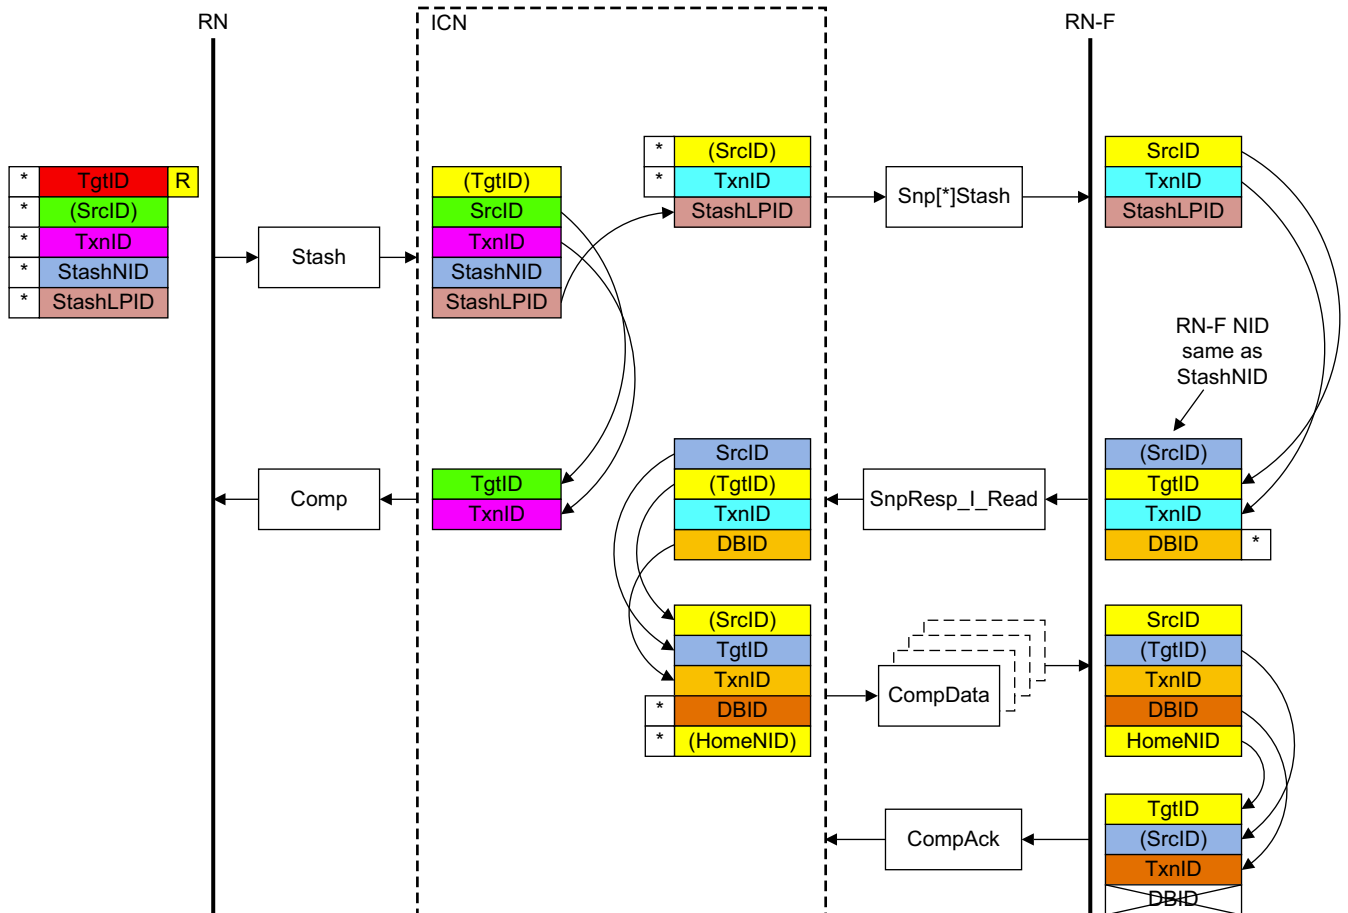 RN
ICN
RN-F
* TgtID R
* (SrcID)
* TxnID
* StashNID
* StashLPID
Stash
(TgtID)
SrcID
TxnID
StashNID
StashLPID
* (SrcID)
* TxnID
StashLPID
Snp[*]Stash
SrcID
TxnID
StashLPID
RN-F NID
same as
StashNID
Comp
TgtID
TxnID
SrcID
(TgtID)
TxnID
DBID
SnpResp_I_Read
(SrcID)
TgtID
TxnID
DBID *
(SrcID)
TgtID
TxnID
* DBID
* (HomeNID)
CompData
SrcID
(TgtID)
TxnID
DBID
HomeNID
CompAck
TgtID
(SrcID)
TxnID
DBID